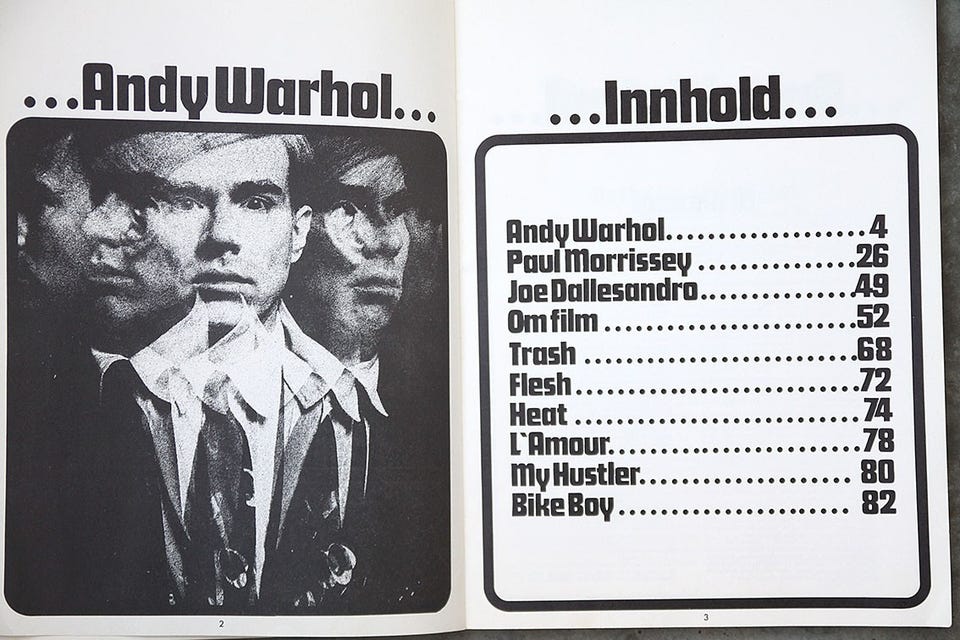 ...Andy Warhol...
2
...Innhold...
Andy Warhol....................4
Paul Morrissey ................26
Joe Dallesandro................49
Om film ..........................52
Trash ............................68
Flesh.............................72
Heat .............................74
L`Amour.........................78
My Hustler...................... 80
Bike Boy........................ 82
3